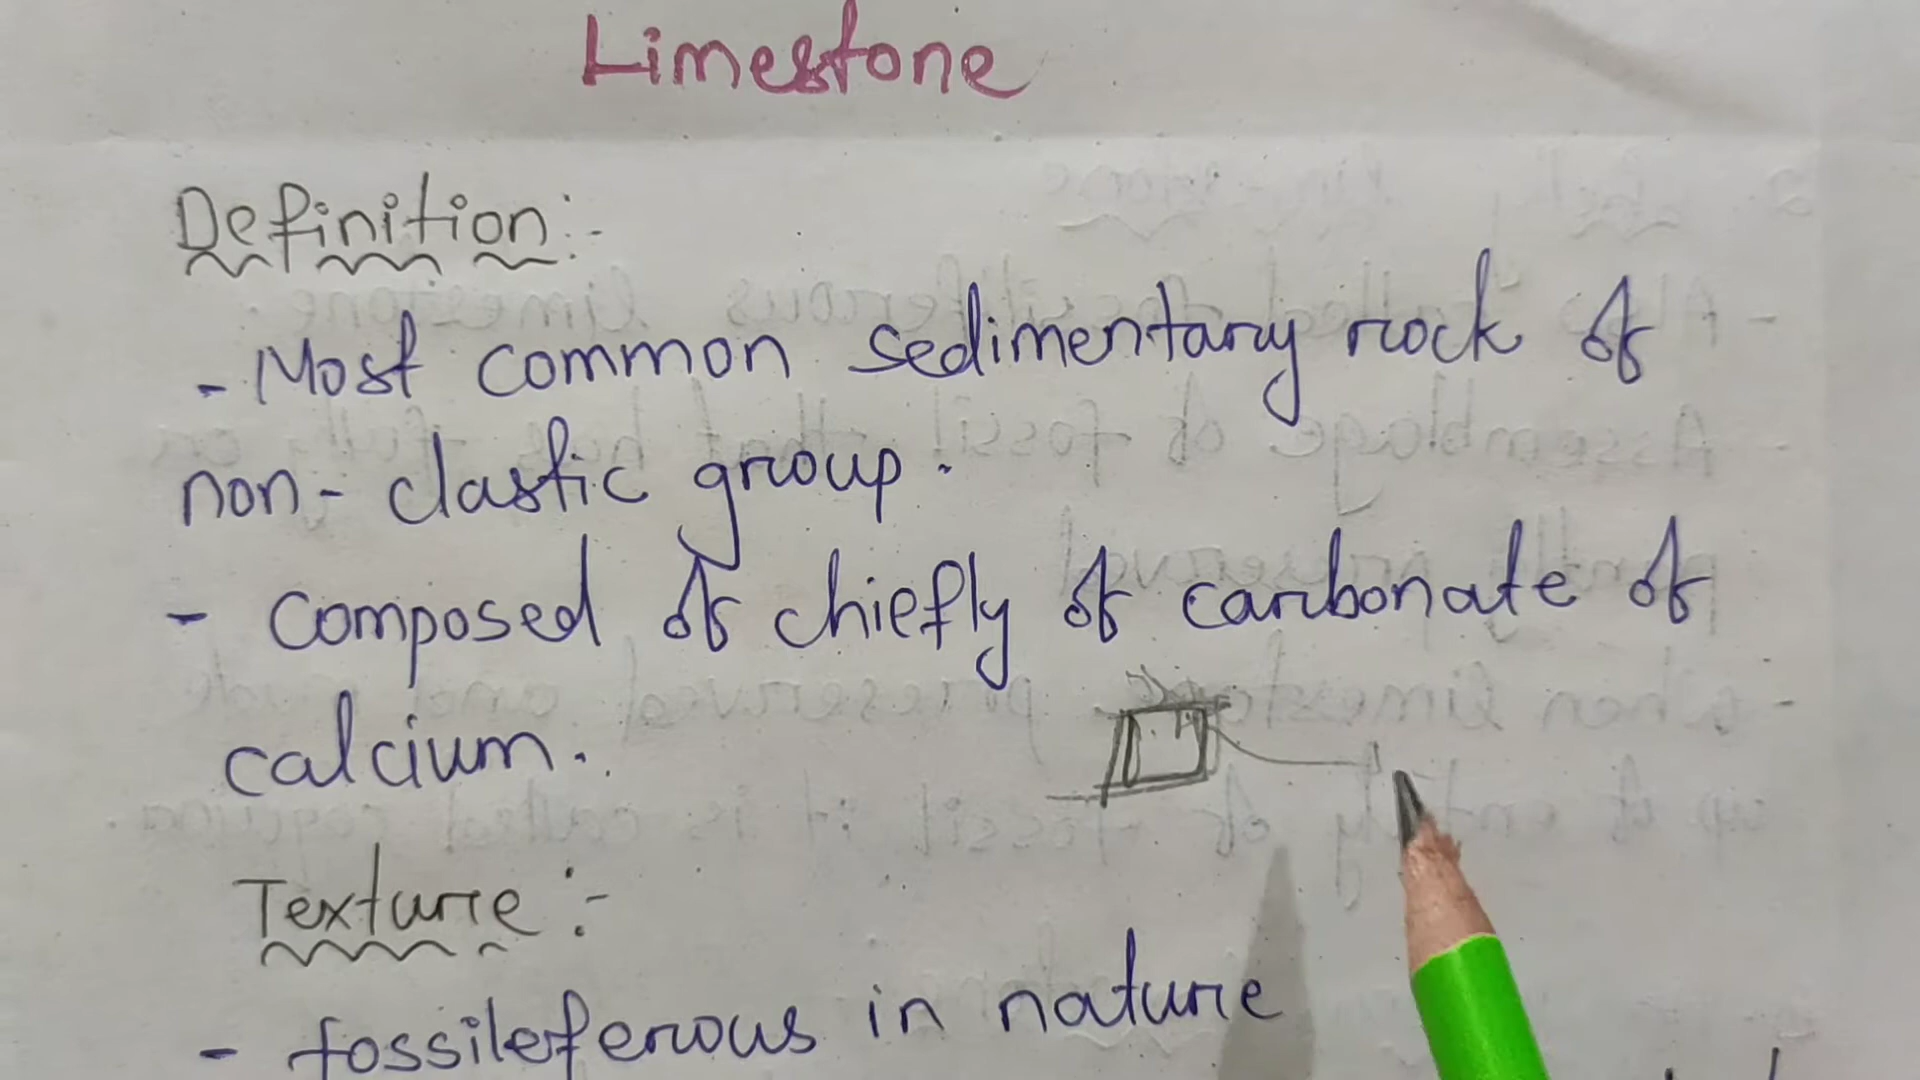 Limestone
Definition:-
- Most common sedimentary rock of
non-clastic group.
- Composed of chiefly of carbonate of
calcium.
Texture:-
- fossileferous in nature